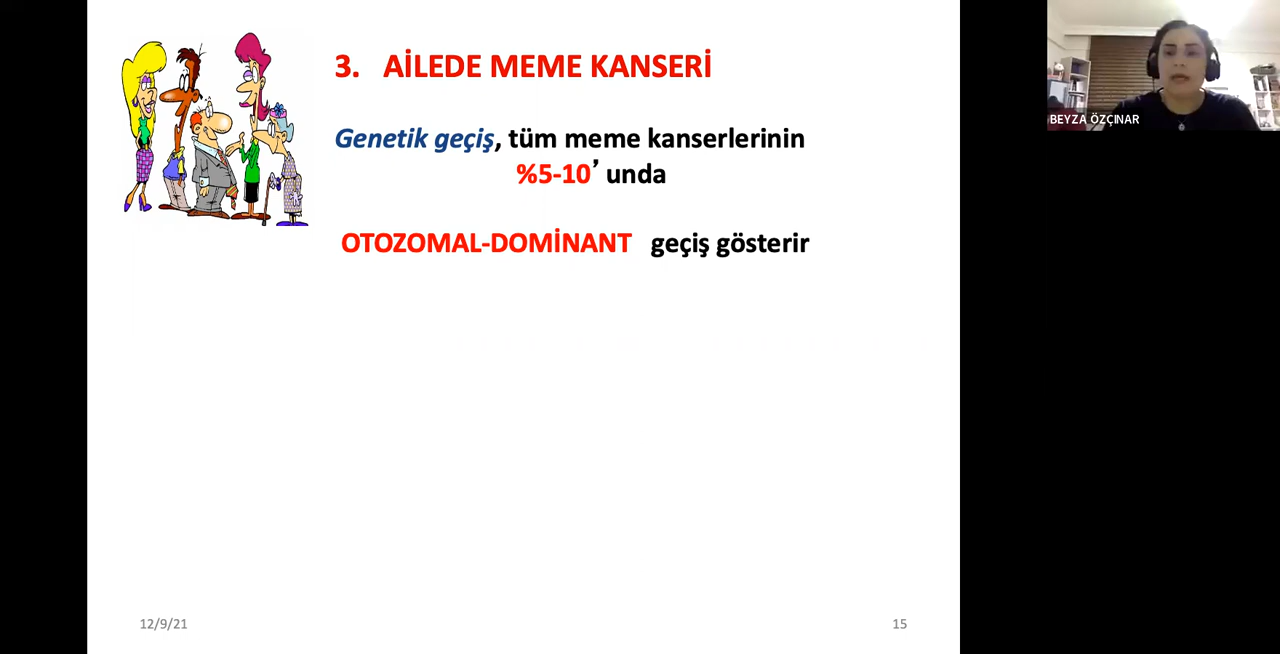 3. AİLEDE MEME KANSERİ
Genetik geçiş, tüm meme kanserlerinin
%5-10’ unda
OTOZOMAL-DOMİNANT geçiş gösterir
12/9/21
15
BEYZA ÖZÇINAR